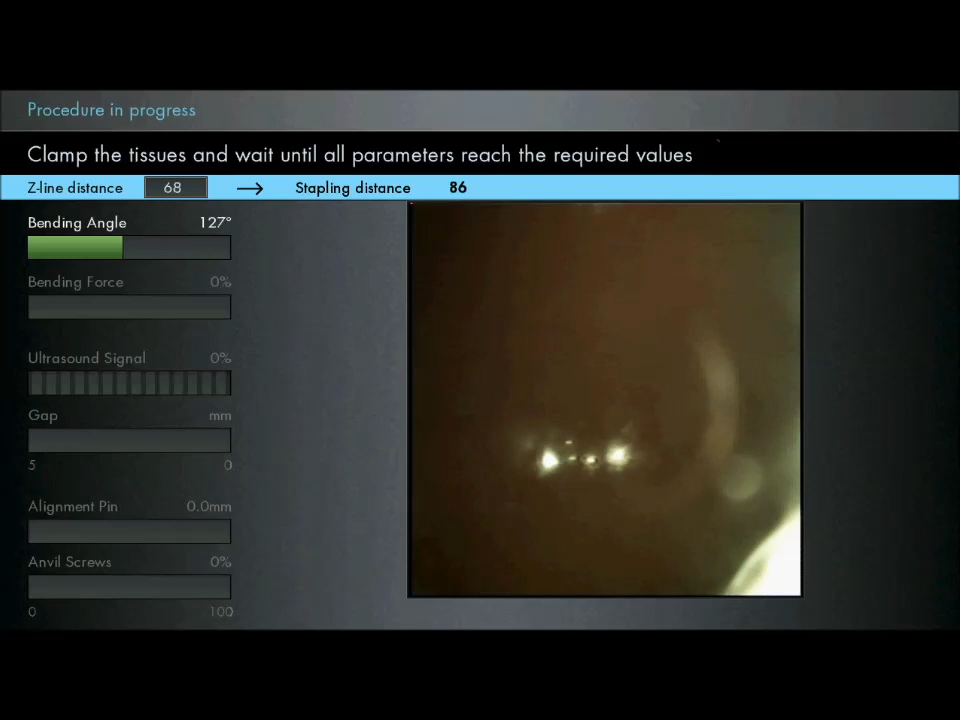 Procedure in progress
Clamp the tissues and wait until all parameters reach the required values
Z-line distance 68 → Stapling distance 86
Bending Angle 127°
Bending Force 0%
Ultrasound Signal 0%
Gap mm
5 0
Alignment Pin 0.0mm
Anvil Screws 0%
0 100